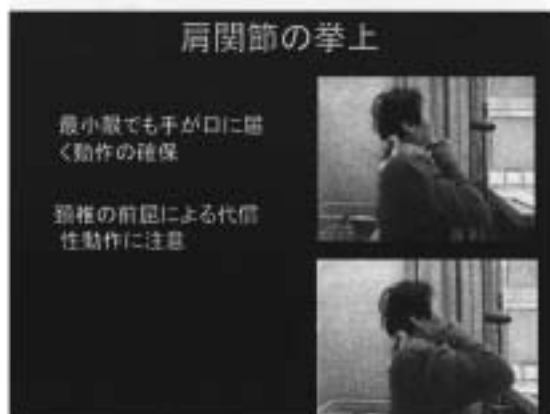 肩関節の挙上
最小限でも手が口に届
く動作の確保
頚椎の前屈による代償
性動作に注意